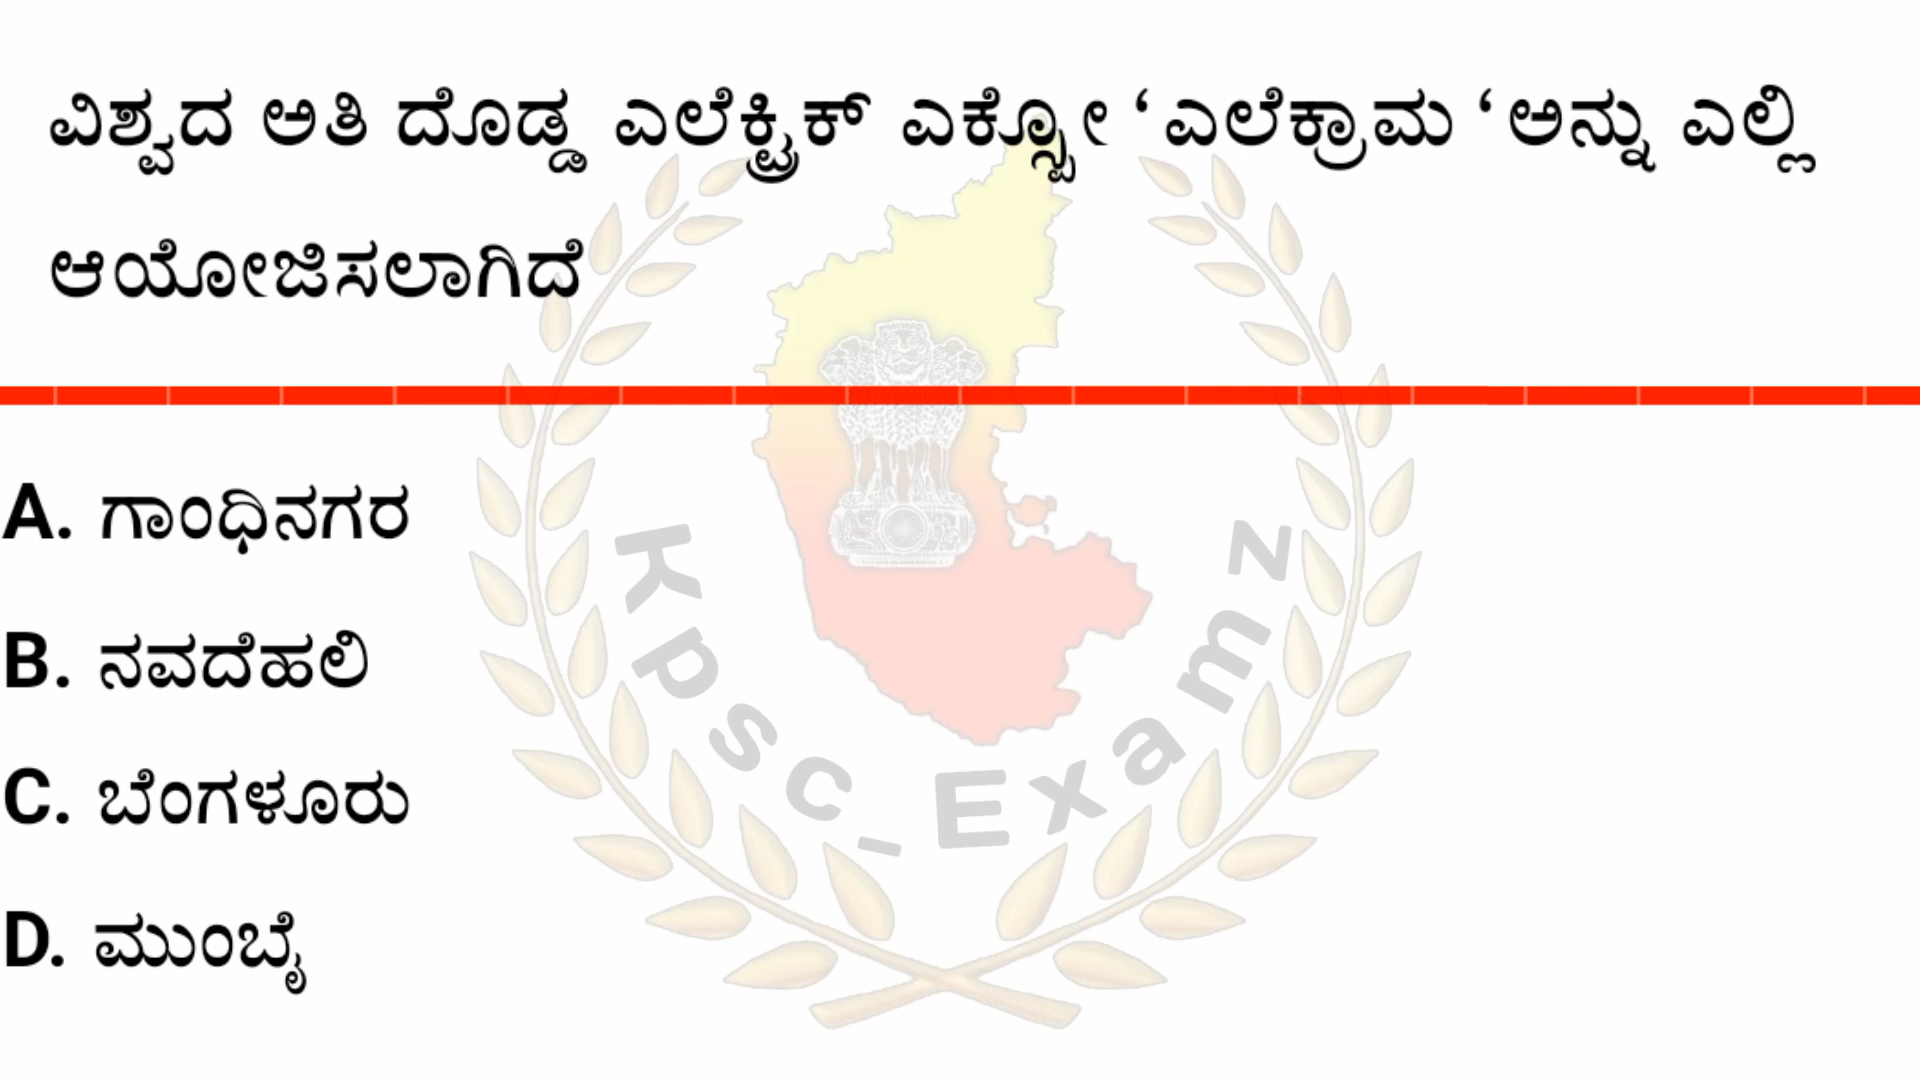 ವಿಶ್ವದ ಅತಿ ದೊಡ್ಡ ಎಲೆಕ್ಟ್ರಿಕ್ ಎಕ್ಸ್ಪೋ ‘ಎಲೆಕ್ರಾಮ ‘ಅನ್ನು ಎಲ್ಲಿ
ಆಯೋಜಿಸಲಾಗಿದೆ
A. ಗಾಂಧಿನಗರ
B. ನವದೆಹಲಿ
C. ಬೆಂಗಳೂರು
D. ಮುಂಬೈ
Kpsc_Examz